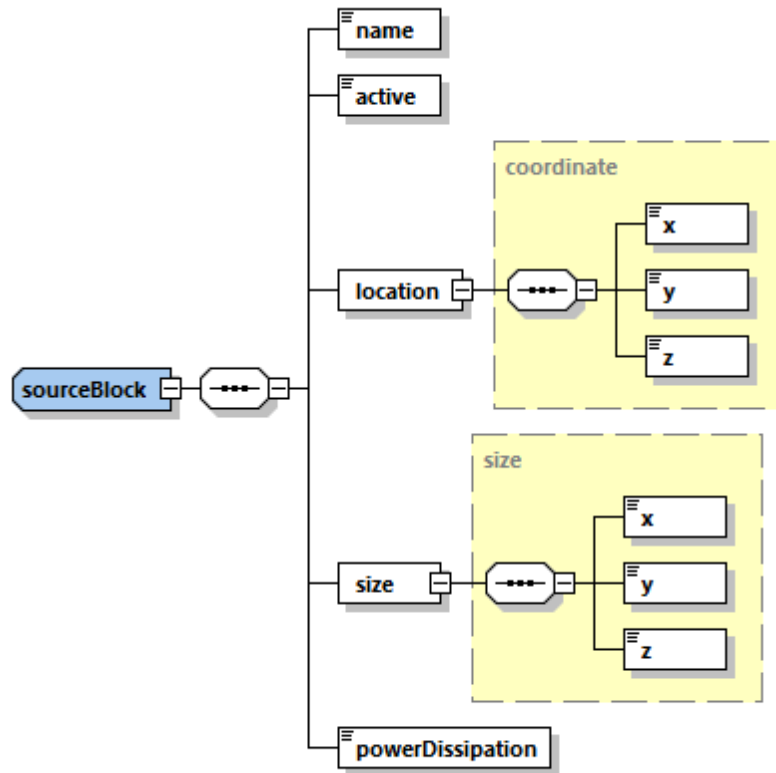 name
active
coordinate
x
location
y
z
sourceBlock
size
x
size
y
z
powerDissipation